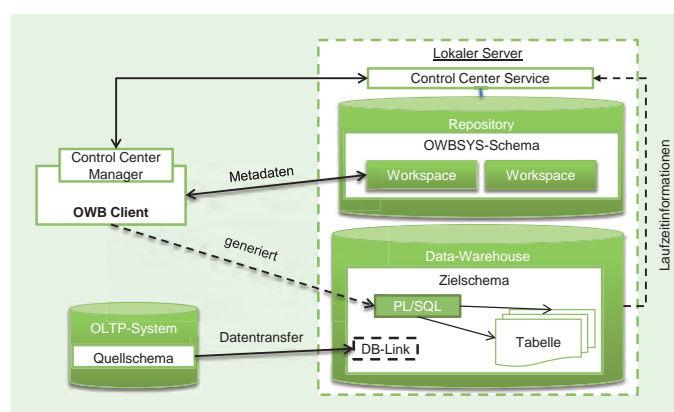 Lokaler Server
Control Center Service
Repository
OWBSYS-Schema
Workspace
Workspace
Control Center
Manager
OWB Client
Metadaten
generiert
Laufzeitinformationen
Data-Warehouse
Zielschema
PL/SQL
Tabelle
DB-Link
OLTP-System
Quellschema
Datentransfer